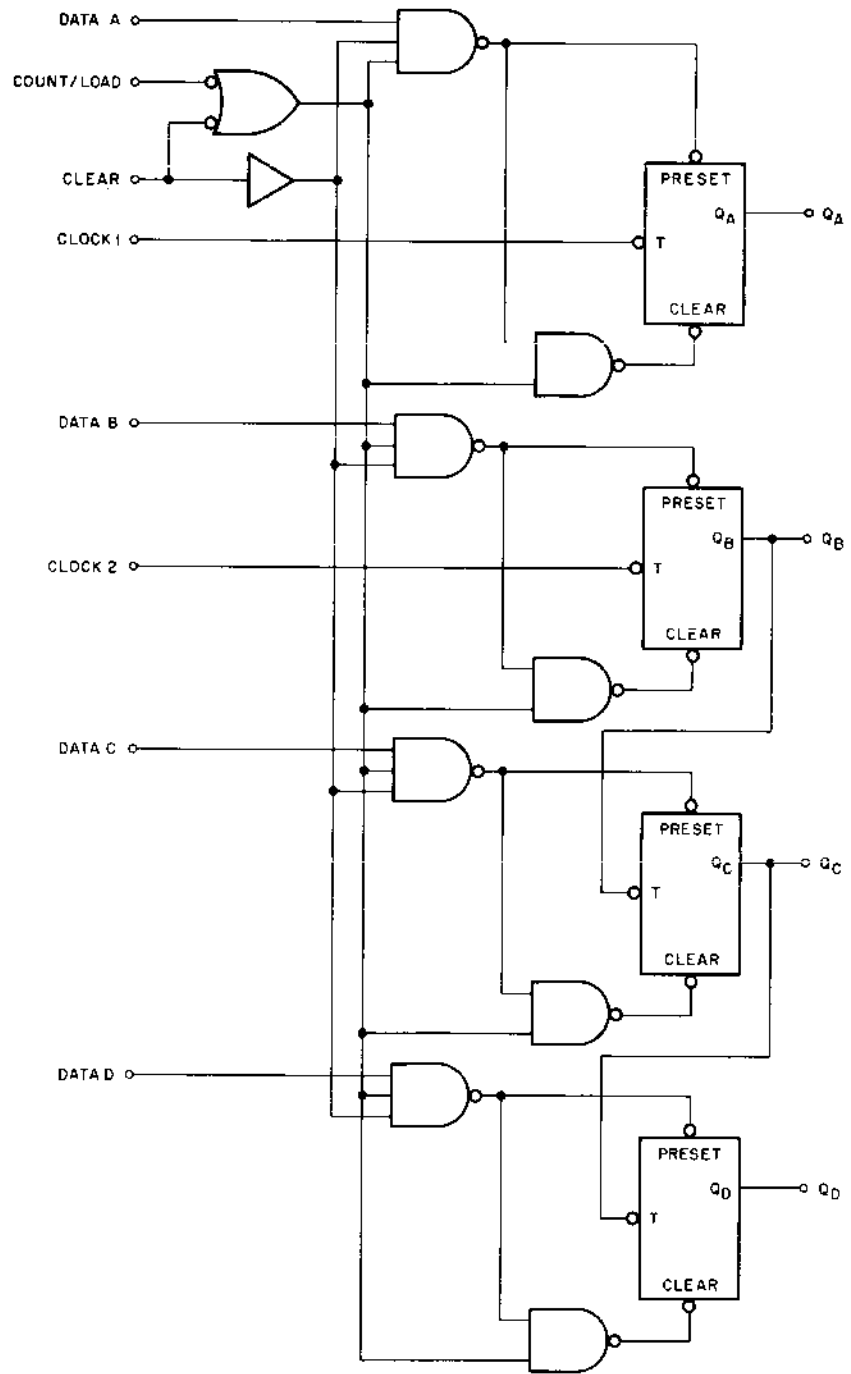 DATA A
COUNT/LOAD
CLEAR
CLOCK 1
PRESET
QA
QA
T
CLEAR
DATA B
PRESET
QB
QB
CLOCK 2
T
CLEAR
DATA C
PRESET
QC
QC
T
CLEAR
DATA D
PRESET
QD
QD
T
CLEAR